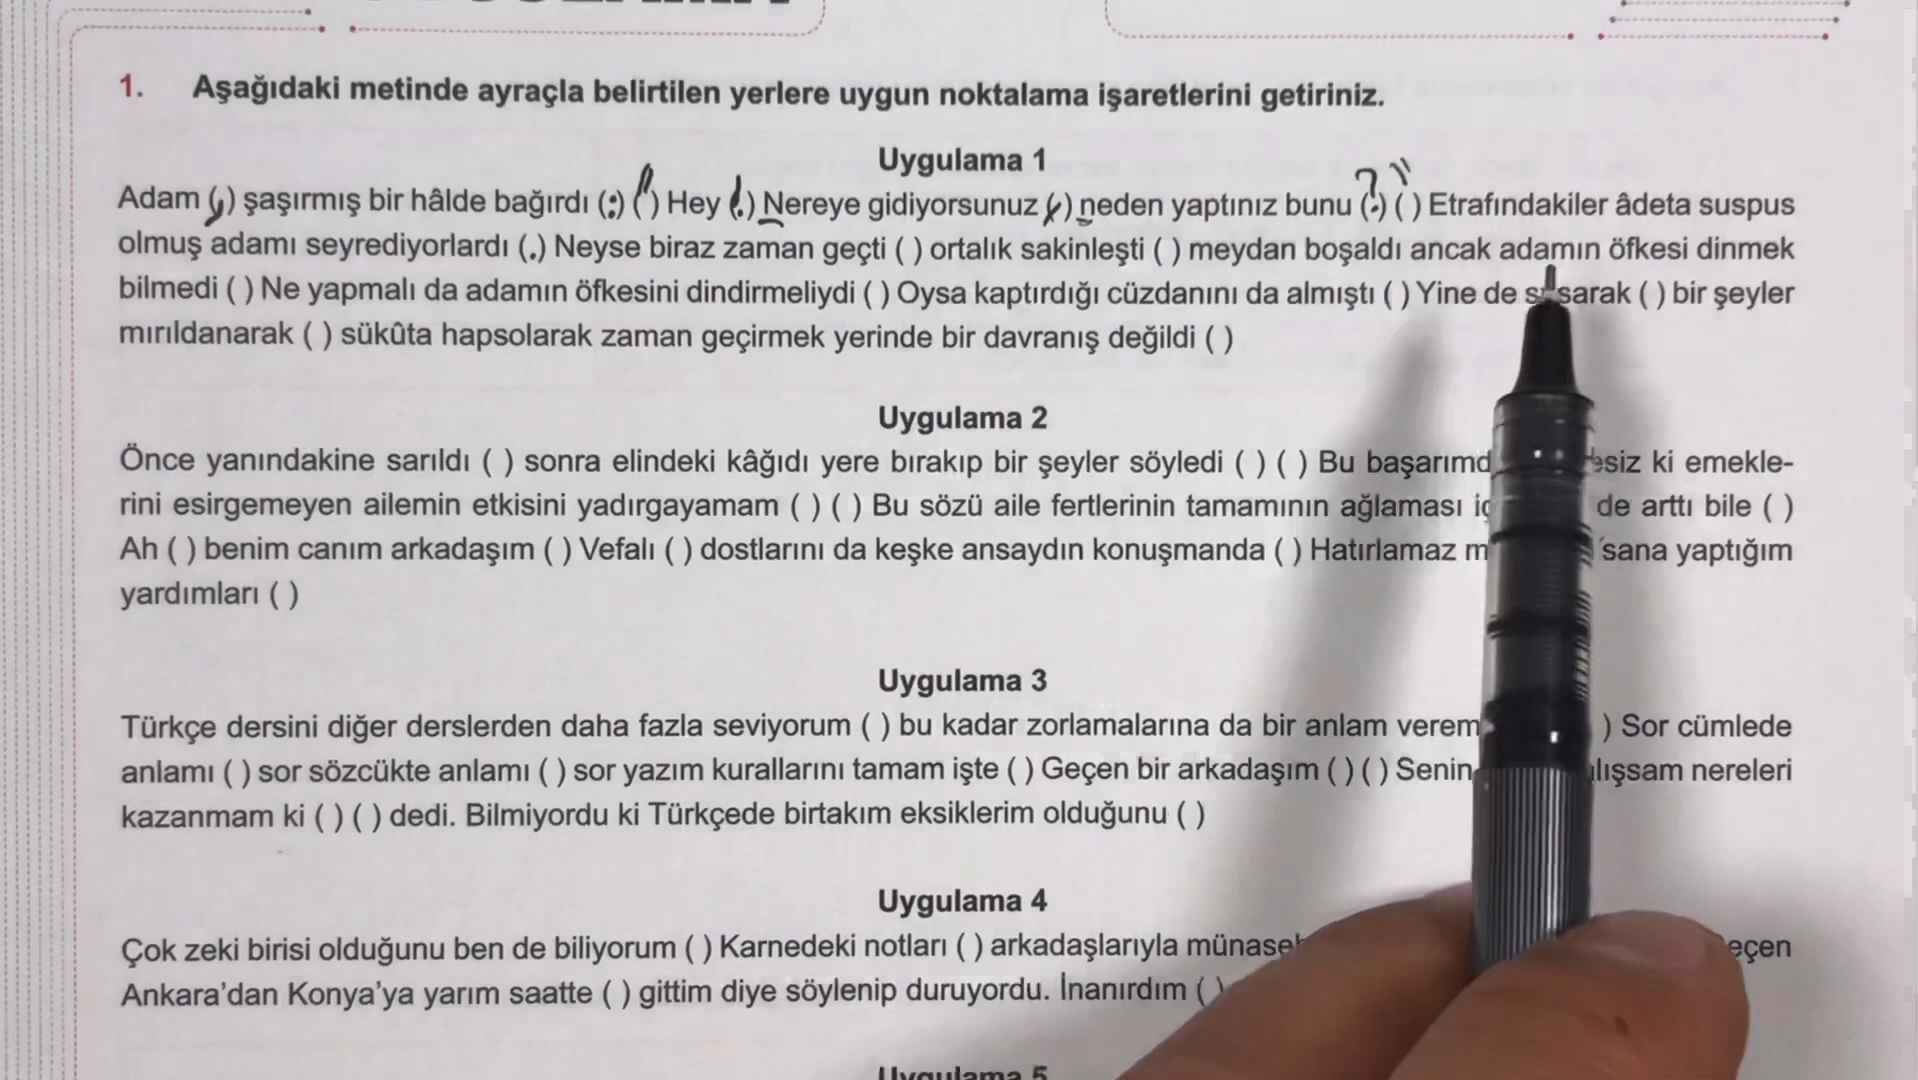 1. Aşağıdaki metinde ayraçla belirtilen yerlere uygun noktalama işaretlerini getiriniz.
Uygulama 1
Adam (,) şaşırmış bir hâlde bağırdı (:) (") Hey (!) Nereye gidiyorsunuz (,) neden yaptınız bunu (?) (") Etrafındakiler âdeta suspus
olmuş adamı seyrediyorlardı (.) Neyse biraz zaman geçti ( ) ortalık sakinleşti ( ) meydan boşaldı ancak adamın öfkesi dinmek
bilmedi ( ) Ne yapmalı da adamın öfkesini dindirmeliydi ( ) Oysa kaptırdığı cüzdanını da almıştı ( ) Yine de ( ) bir şeyler
mırıldanarak ( ) sükûta hapsolarak zaman geçirmek yerinde bir davranış değildi ( )
Uygulama 2
Önce yanındakine sarıldı ( ) sonra elindeki kâğıdı yere bırakıp bir şeyler söyledi ( ) ( ) Bu ki emekle-
rini esirgemeyen ailemin etkisini yadırgayamam ( ) ( ) Bu sözü aile fertlerinin tamamının ağlaması de arttı bile ( )
Ah ( ) benim canım arkadaşım ( ) Vefalı ( ) dostlarını da keşke ansaydın konuşmanda ( ) Hatırlamaz sana yaptığım
yardımları ( )
Uygulama 3
Türkçe dersini diğer derslerden daha fazla seviyorum ( ) bu kadar zorlamalarına da bir anlam ) Sor cümlede
anlamı ( ) sor sözcükte anlamı ( ) sor yazım kurallarını tamam işte ( ) Geçen bir arkadaşım ( ) ( ) Senin nereleri
kazanmam ki ( ) ( ) dedi. Bilmiyordu ki Türkçede birtakım eksiklerim olduğunu ( )
Uygulama 4
Çok zeki birisi olduğunu ben de biliyorum ( ) Karnedeki notları ( ) arkadaşlarıyla
Ankara'dan Konya'ya yarım saatte ( ) gittim diye söylenip duruyordu. İnanırdım ( )
Uygulama 5